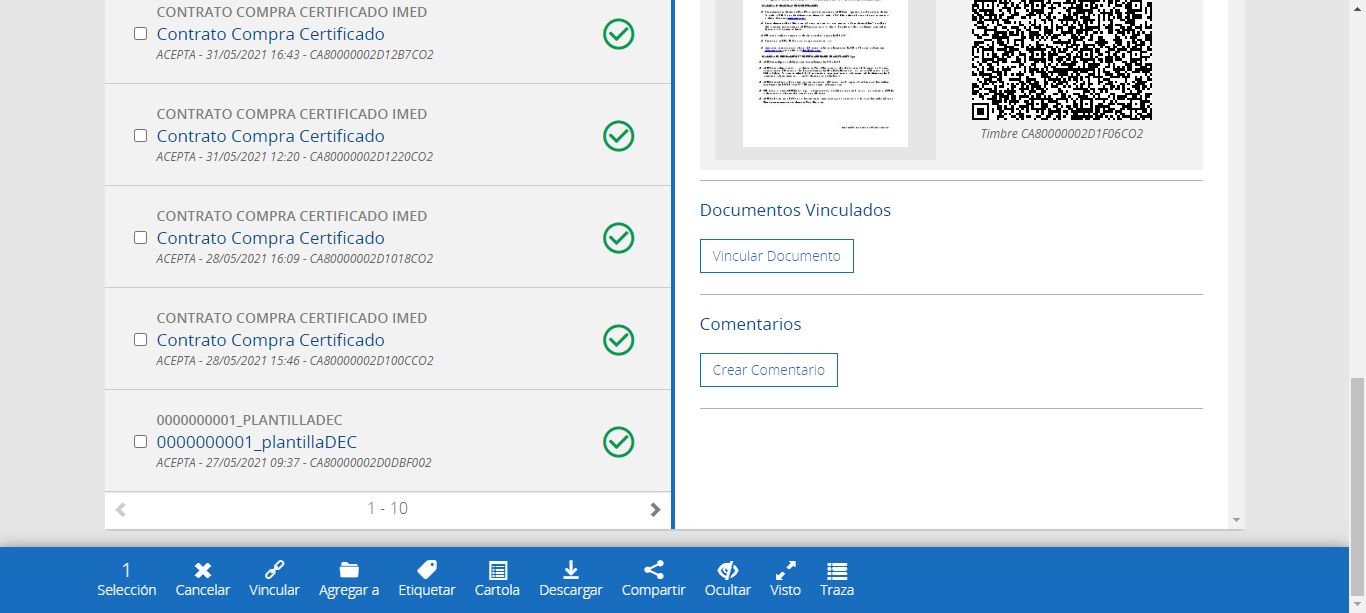 CONTRATO COMPRA CERTIFICADO IMED
Contrato Compra Certificado
ACEPTA - 31/05/2021 16:43 - CA80000002D12B7CO2
CONTRATO COMPRA CERTIFICADO IMED
Contrato Compra Certificado
ACEPTA - 31/05/2021 12:20 - CA80000002D1220CO2
CONTRATO COMPRA CERTIFICADO IMED
Contrato Compra Certificado
ACEPTA - 28/05/2021 16:09 - CA80000002D1018CO2
CONTRATO COMPRA CERTIFICADO IMED
Contrato Compra Certificado
ACEPTA - 28/05/2021 15:46 - CA80000002D100CCO2
0000000001_PLANTILLADEC
0000000001_plantillaDEC
ACEPTA - 27/05/2021 09:37 - CA80000002D0DBF002
1 - 10
Timbre CA80000002D1F06CO2
Documentos Vinculados
Vincular Documento
Comentarios
Crear Comentario
1
Selección
Cancelar
Vincular
Agregar a
Etiquetar
Cartola
Descargar
Compartir
Ocultar
Visto
Traza